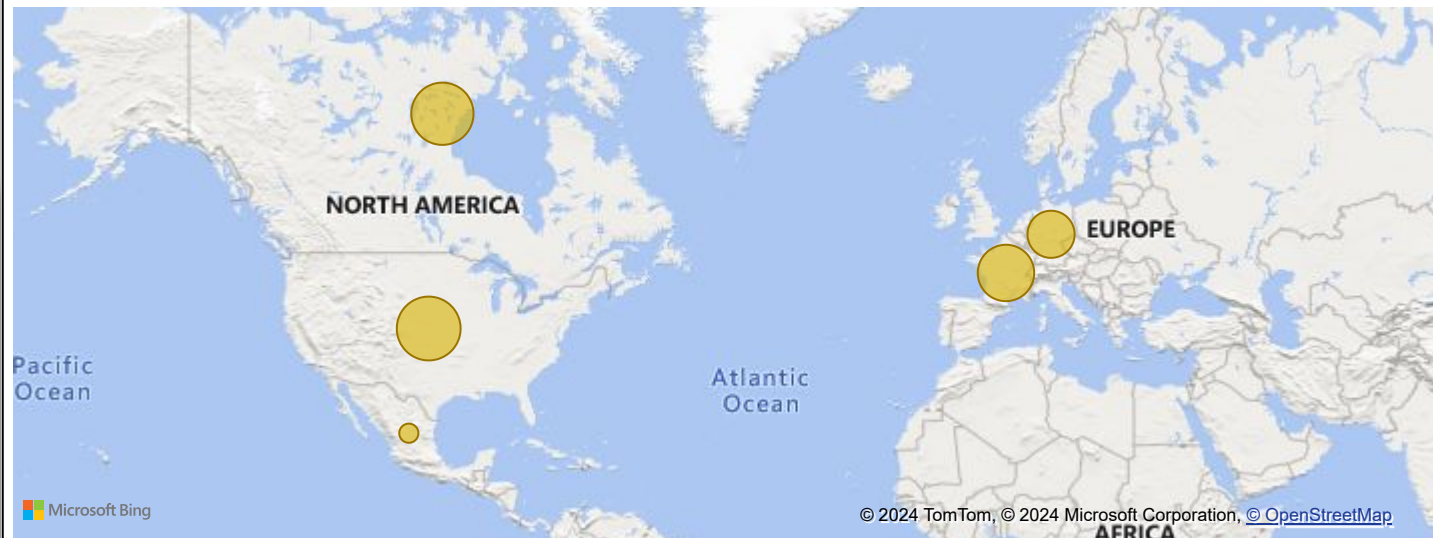 NORTH AMERICA
EUROPE
Pacific
Ocean
Atlantic
Ocean
Microsoft Bing
© 2024 TomTom, © 2024 Microsoft Corporation, © OpenStreetMap
AFRICA